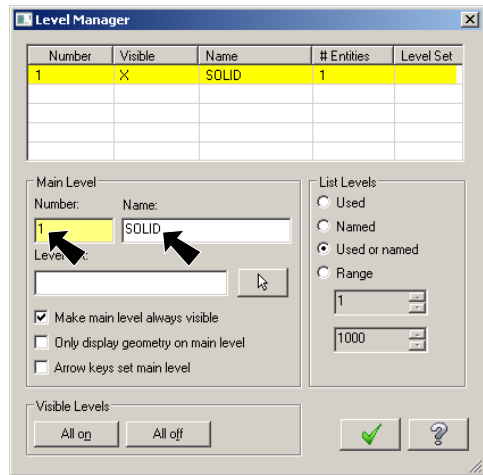 Level Manager
Number Visible Name # Entities Level Set
1 X SOLID 1
Main Level
Number: Name:
1 SOLID
Make main level always visible
Only display geometry on main level
Arrow keys set main level
List Levels
Used
Named
Used or named
Range
1
1000
Visible Levels
All on All off